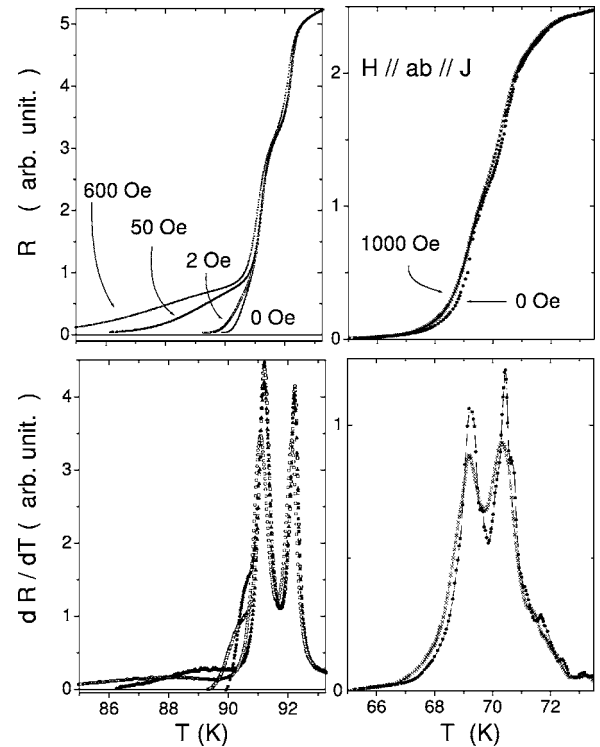 5
4
3
2
1
0
R ( arb. unit. )
600 Oe
50 Oe
2 Oe
0 Oe
2
1
0
H // ab // J
1000 Oe
0 Oe
4
3
2
1
0
d R / dT ( arb. unit. )
86 88 90 92
T (K)
1
0
66 68 70 72
T (K)